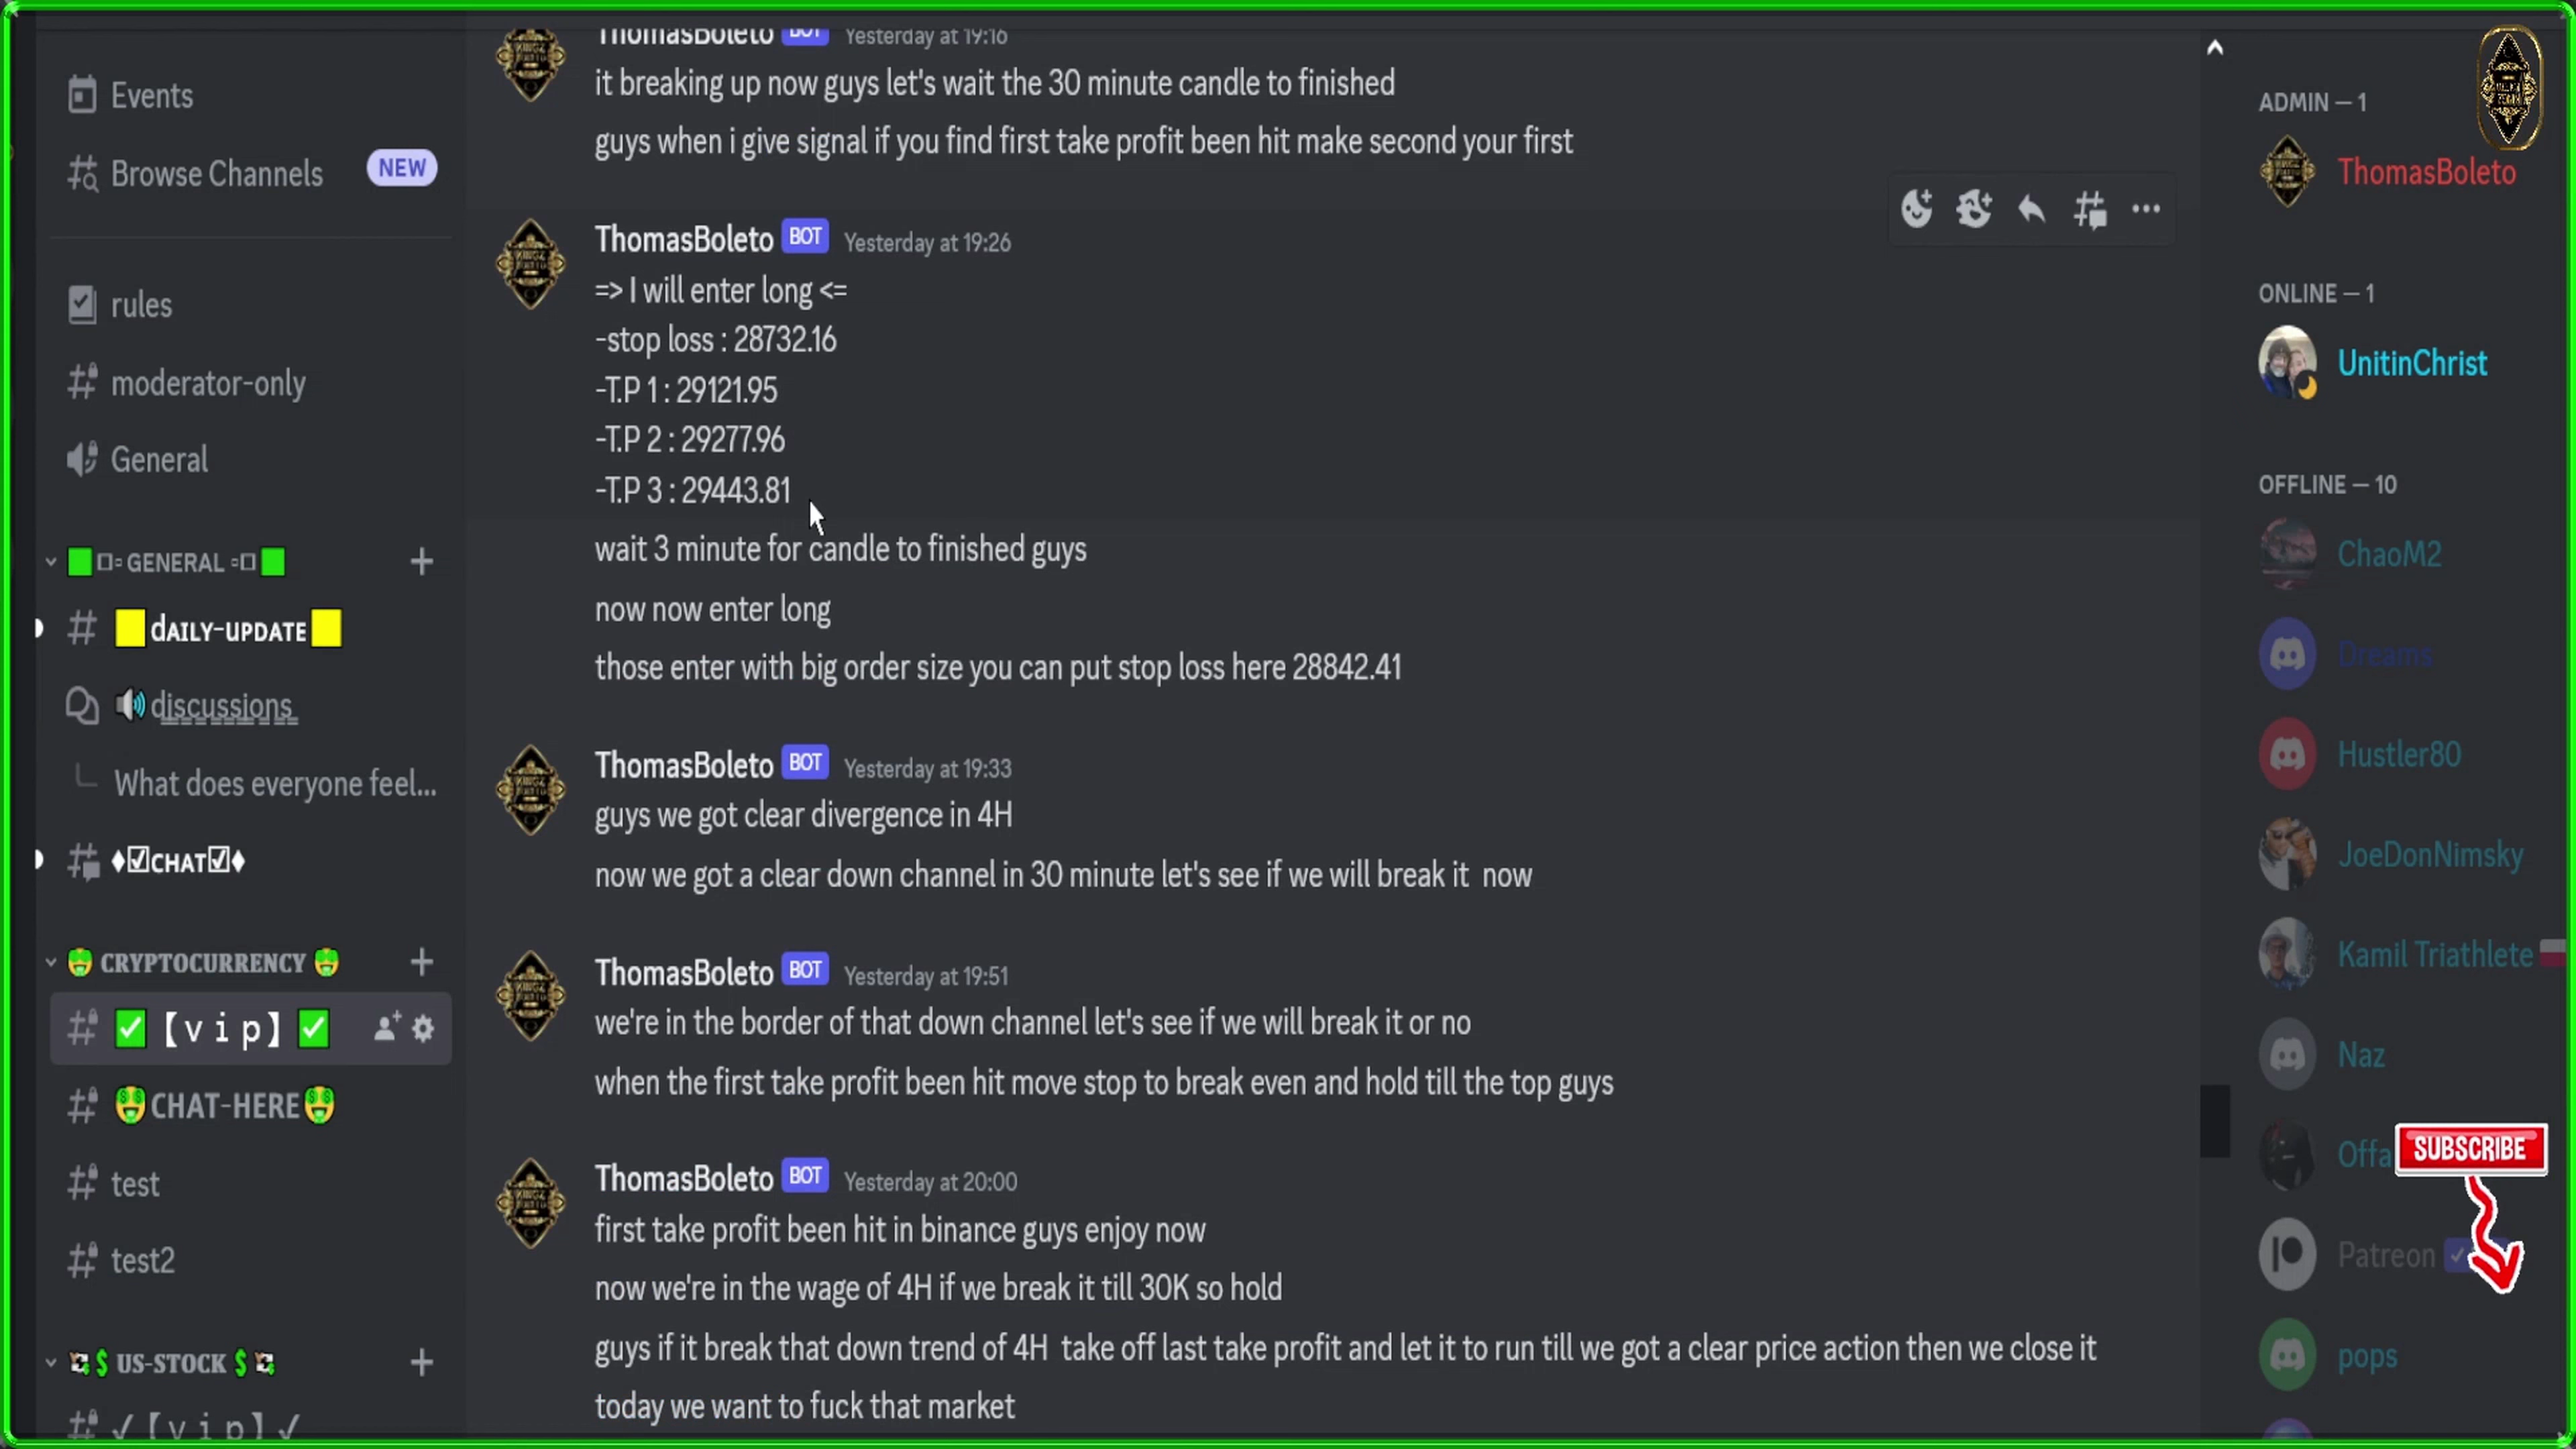 Events
Browse Channels NEW
rules
moderator-only
General
GENERAL
dAILY-UPDATE
discussions
What does everyone feel...
CHAT
CRYPTOCURRENCY
【v i p】
CHAT-HERE
test
test2
US-STOCK
【v i p】
ThomasBoleto BOT Yesterday at 19:16
it breaking up now guys let's wait the 30 minute candle to finished
guys when i give signal if you find first take profit been hit make second your first
ThomasBoleto BOT Yesterday at 19:26
=> I will enter long <=
-stop loss : 28732.16
-T.P 1 : 29121.95
-T.P 2 : 29277.96
-T.P 3 : 29443.81
wait 3 minute for candle to finished guys
now now enter long
those enter with big order size you can put stop loss here 28842.41
ThomasBoleto BOT Yesterday at 19:33
guys we got clear divergence in 4H
now we got a clear down channel in 30 minute let's see if we will break it now
ThomasBoleto BOT Yesterday at 19:51
we're in the border of that down channel let's see if we will break it or no
when the first take profit been hit move stop to break even and hold till the top guys
ThomasBoleto BOT Yesterday at 20:00
first take profit been hit in binance guys enjoy now
now we're in the wage of 4H if we break it till 30K so hold
guys if it break that down trend of 4H take off last take profit and let it to run till we got a clear price action then we close it
today we want to fuck that market
ADMIN — 1
ThomasBoleto
ONLINE — 1
UnitinChrist
OFFLINE — 10
ChaoM2
Dreams
Hustler80
JoeDonNimsky
Kamil Triathlete
Naz
Offa
SUBSCRIBE
Patreon
pops